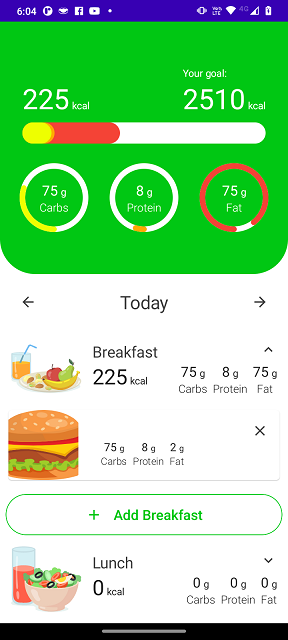 6:04 4G
Your goal:
225 kcal 2510 kcal
75 g 8 g 75 g
Carbs Protein Fat
Today
Breakfast
225 kcal
75 g 8 g 75 g
Carbs Protein Fat
75 g 8 g 2 g
Carbs Protein Fat
+ Add Breakfast
Lunch
0 kcal
0 g 0 g 0 g
Carbs Protein Fat